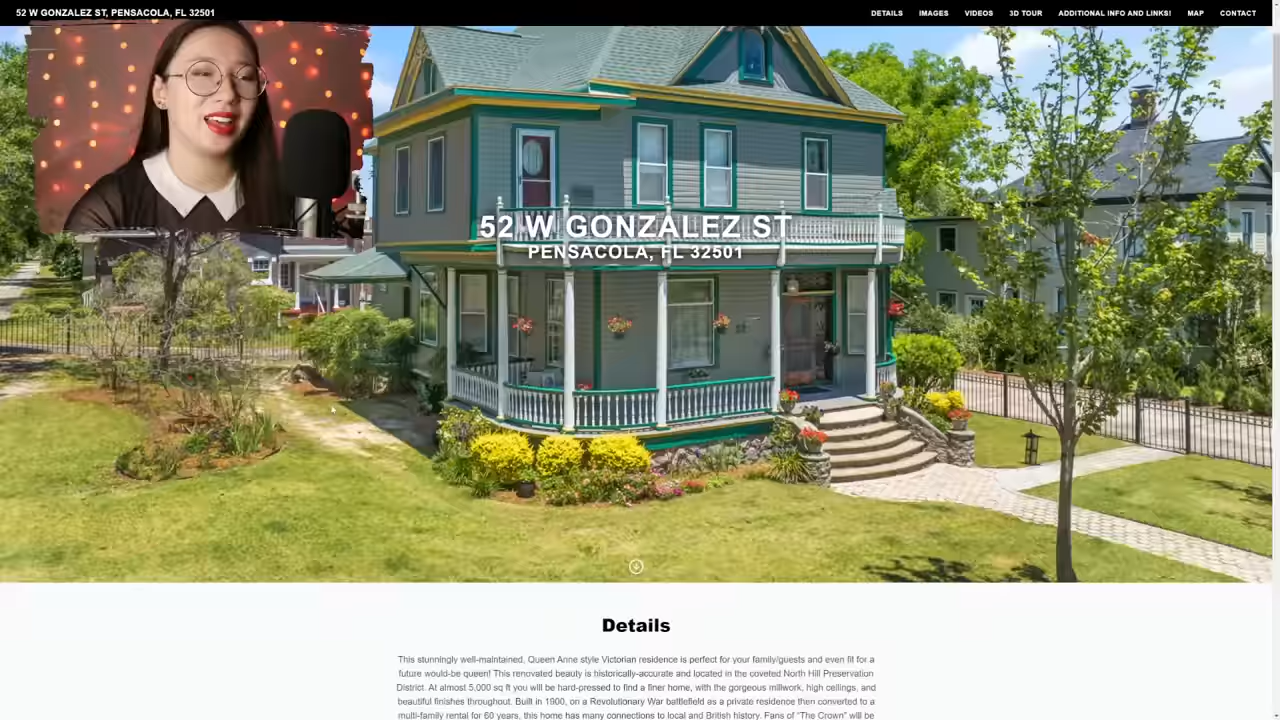 52 W GONZALEZ ST, PENSACOLA, FL 32501
DETAILS IMAGES VIDEOS 3D TOUR ADDITIONAL INFO AND LINKS! MAP CONTACT
52 W GONZALEZ ST
PENSACOLA, FL 32501
Details
This stunningly well-maintained, Queen Anne style Victorian residence is perfect for your family/guests and even fit for a
future would-be queen! This renovated beauty is historically-accurate and located in the coveted North Hill Preservation
District. At almost 5,000 sq ft you will be hard-pressed to find a finer home, with the gorgeous millwork, high ceilings, and
beautiful finishes throughout. Built in 1900, on a Revolutionary War battlefield as a private residence then converted to a
multi-family rental for 60 years, this home has many connections to local and British history. Fans of "The Crown" will be